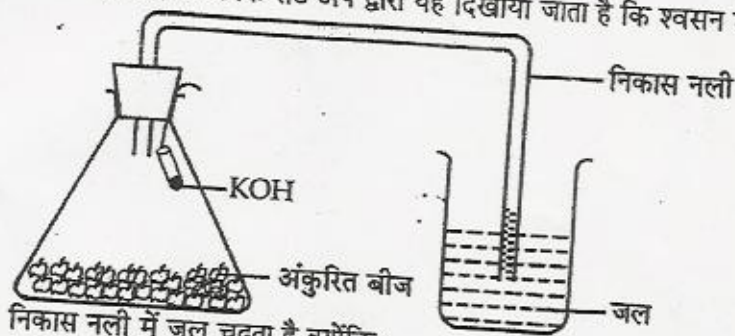 द्वारा यह दिखाया जाता है कि श्वसन
निकास नली
KOH
अंकुरित बीज
जल
निकास नली में जल चढ़ता है